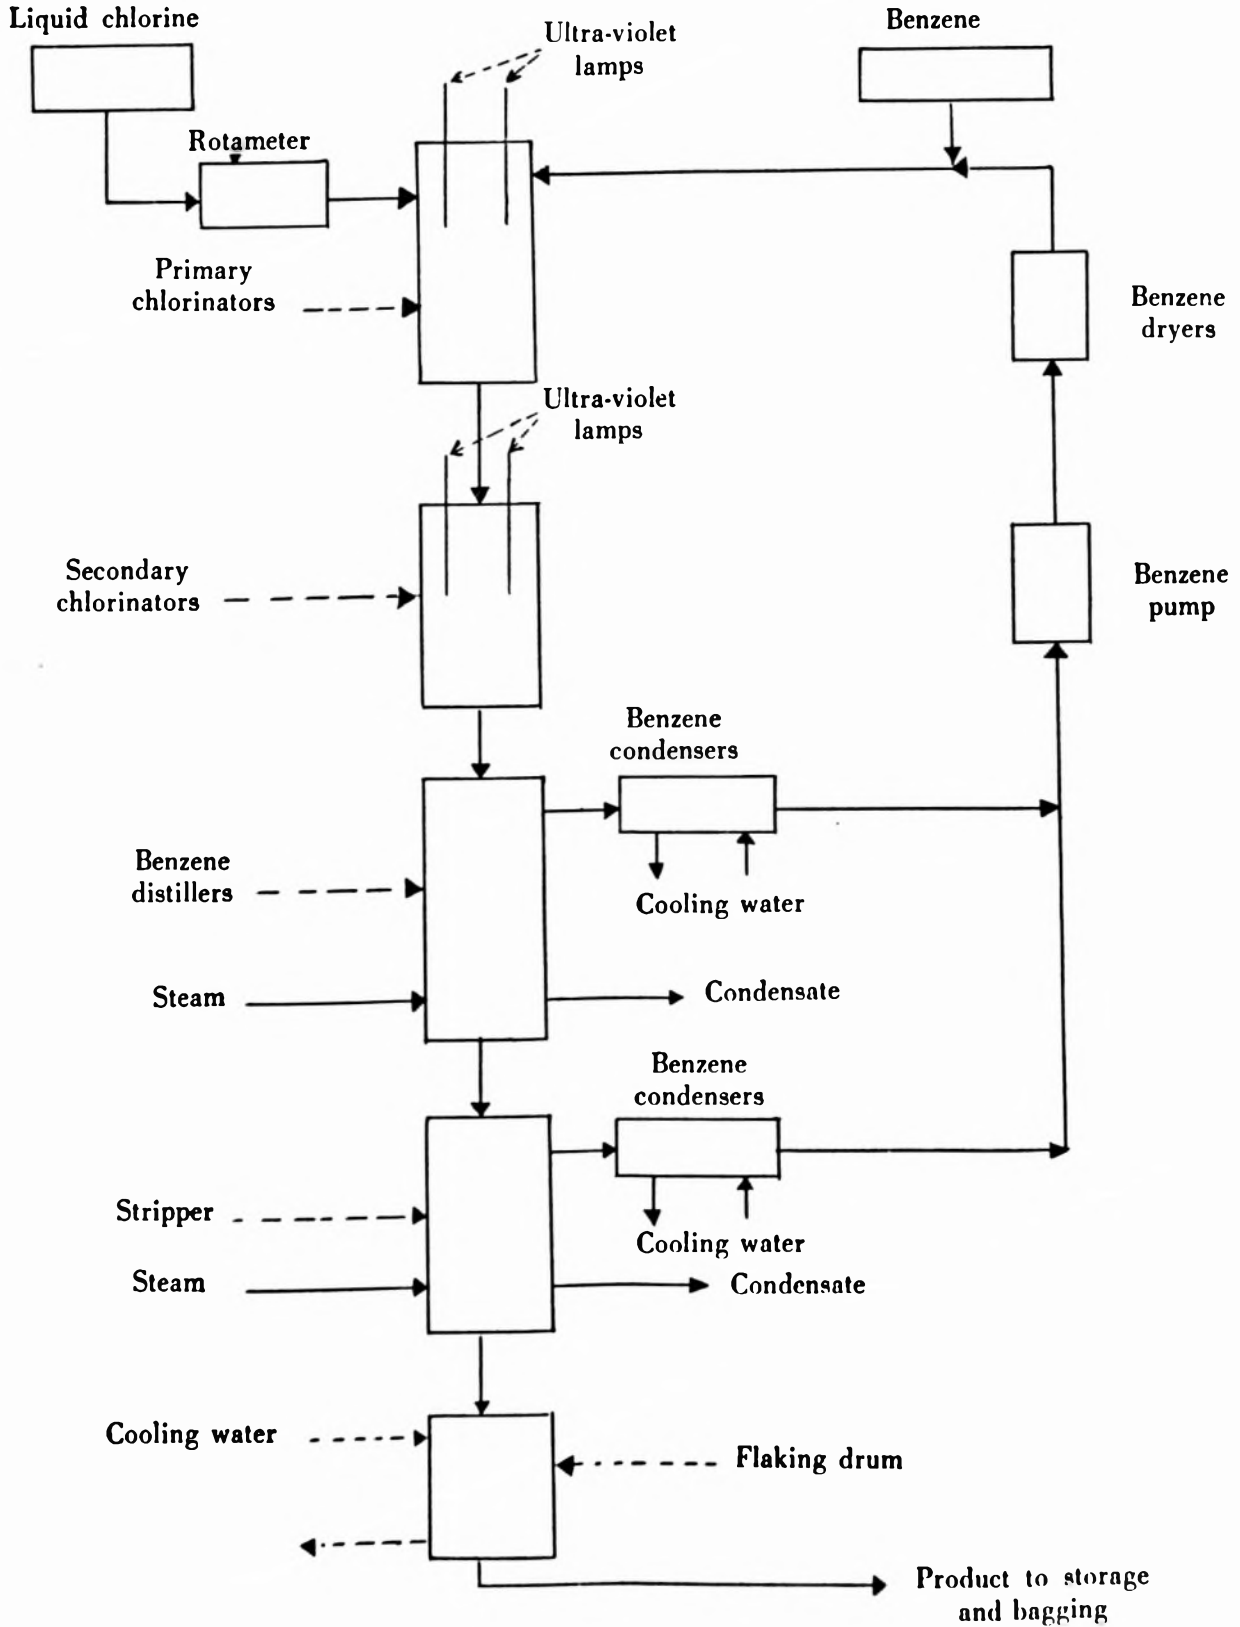 Liquid chlorine
Ultra-violet
lamps
Benzene
Rotameter
Primary
chlorinators
Benzene
dryers
Ultra-violet
lamps
Secondary
chlorinators
Benzene
pump
Benzene
condensers
Benzene
distillers
Cooling water
Steam
Condensate
Benzene
condensers
Stripper
Cooling water
Steam
Condensate
Cooling water
Flaking drum
Product to storage
and bagging